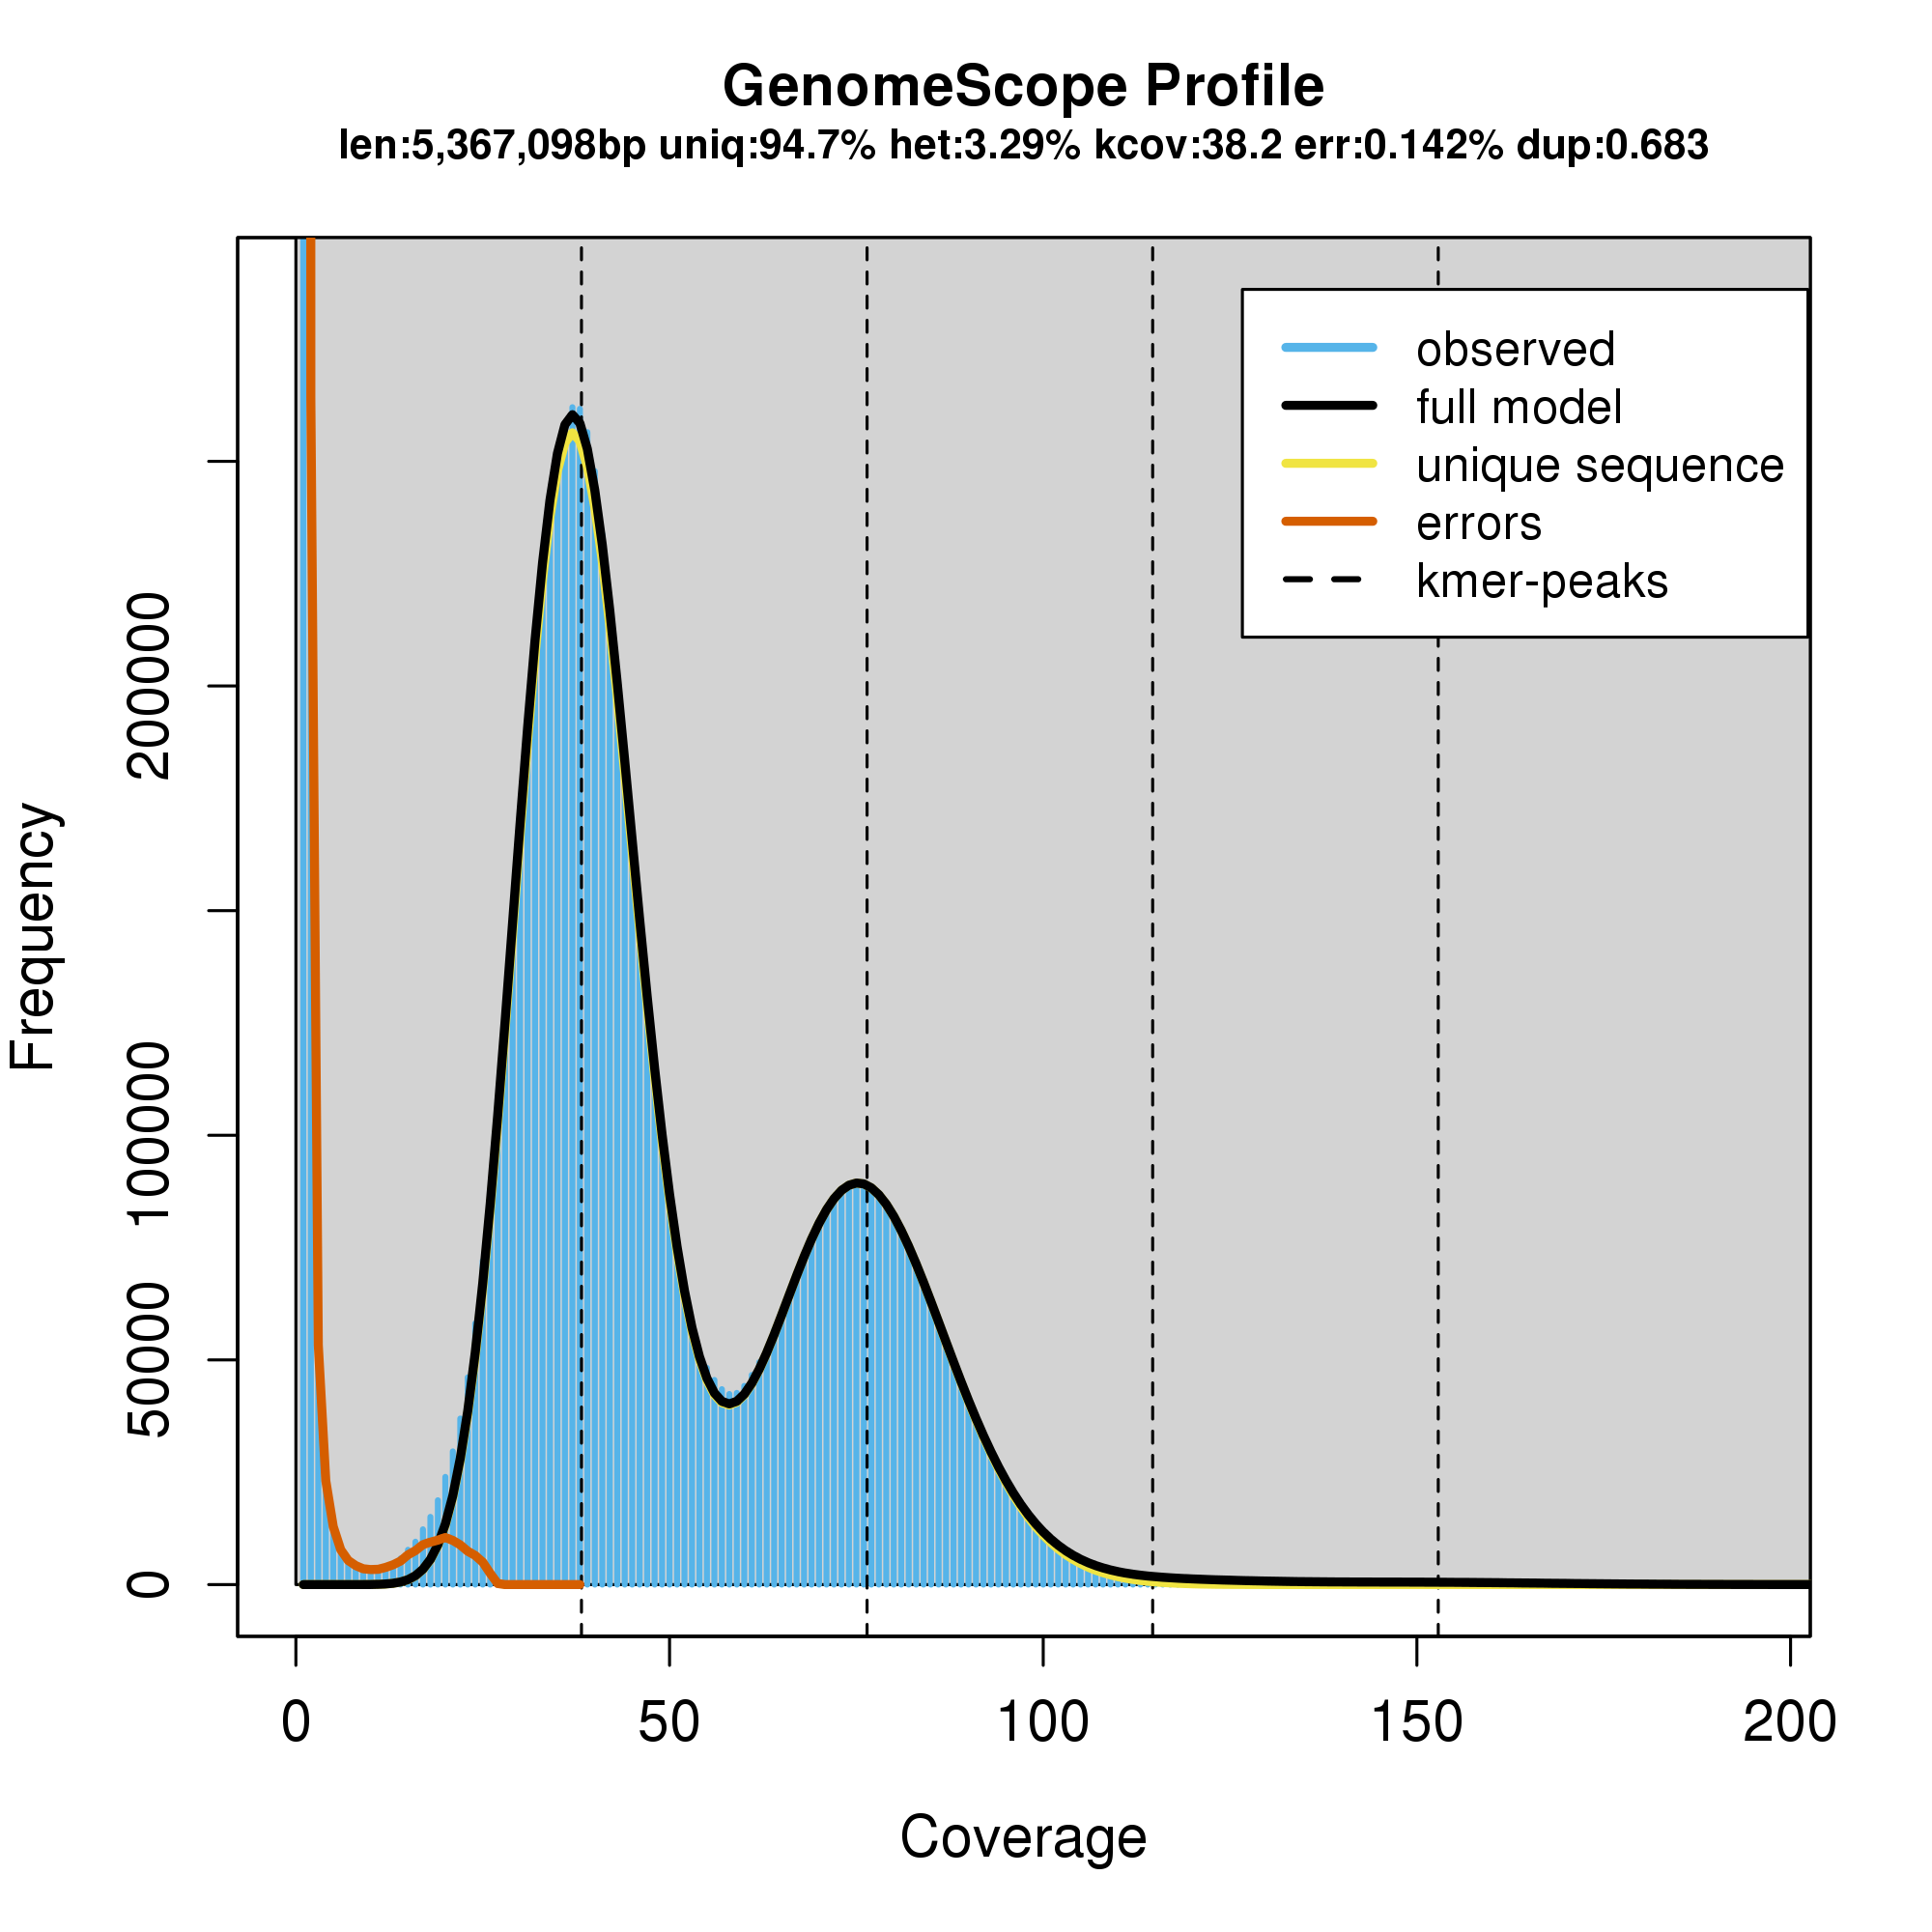 GenomeScope Profile
len:5,367,098bp uniq:94.7% het:3.29% kcov:38.2 err:0.142% dup:0.683
observed
full model
unique sequence
errors
kmer-peaks
Frequency
200000
100000
50000
0
0 50 100 150 200
Coverage